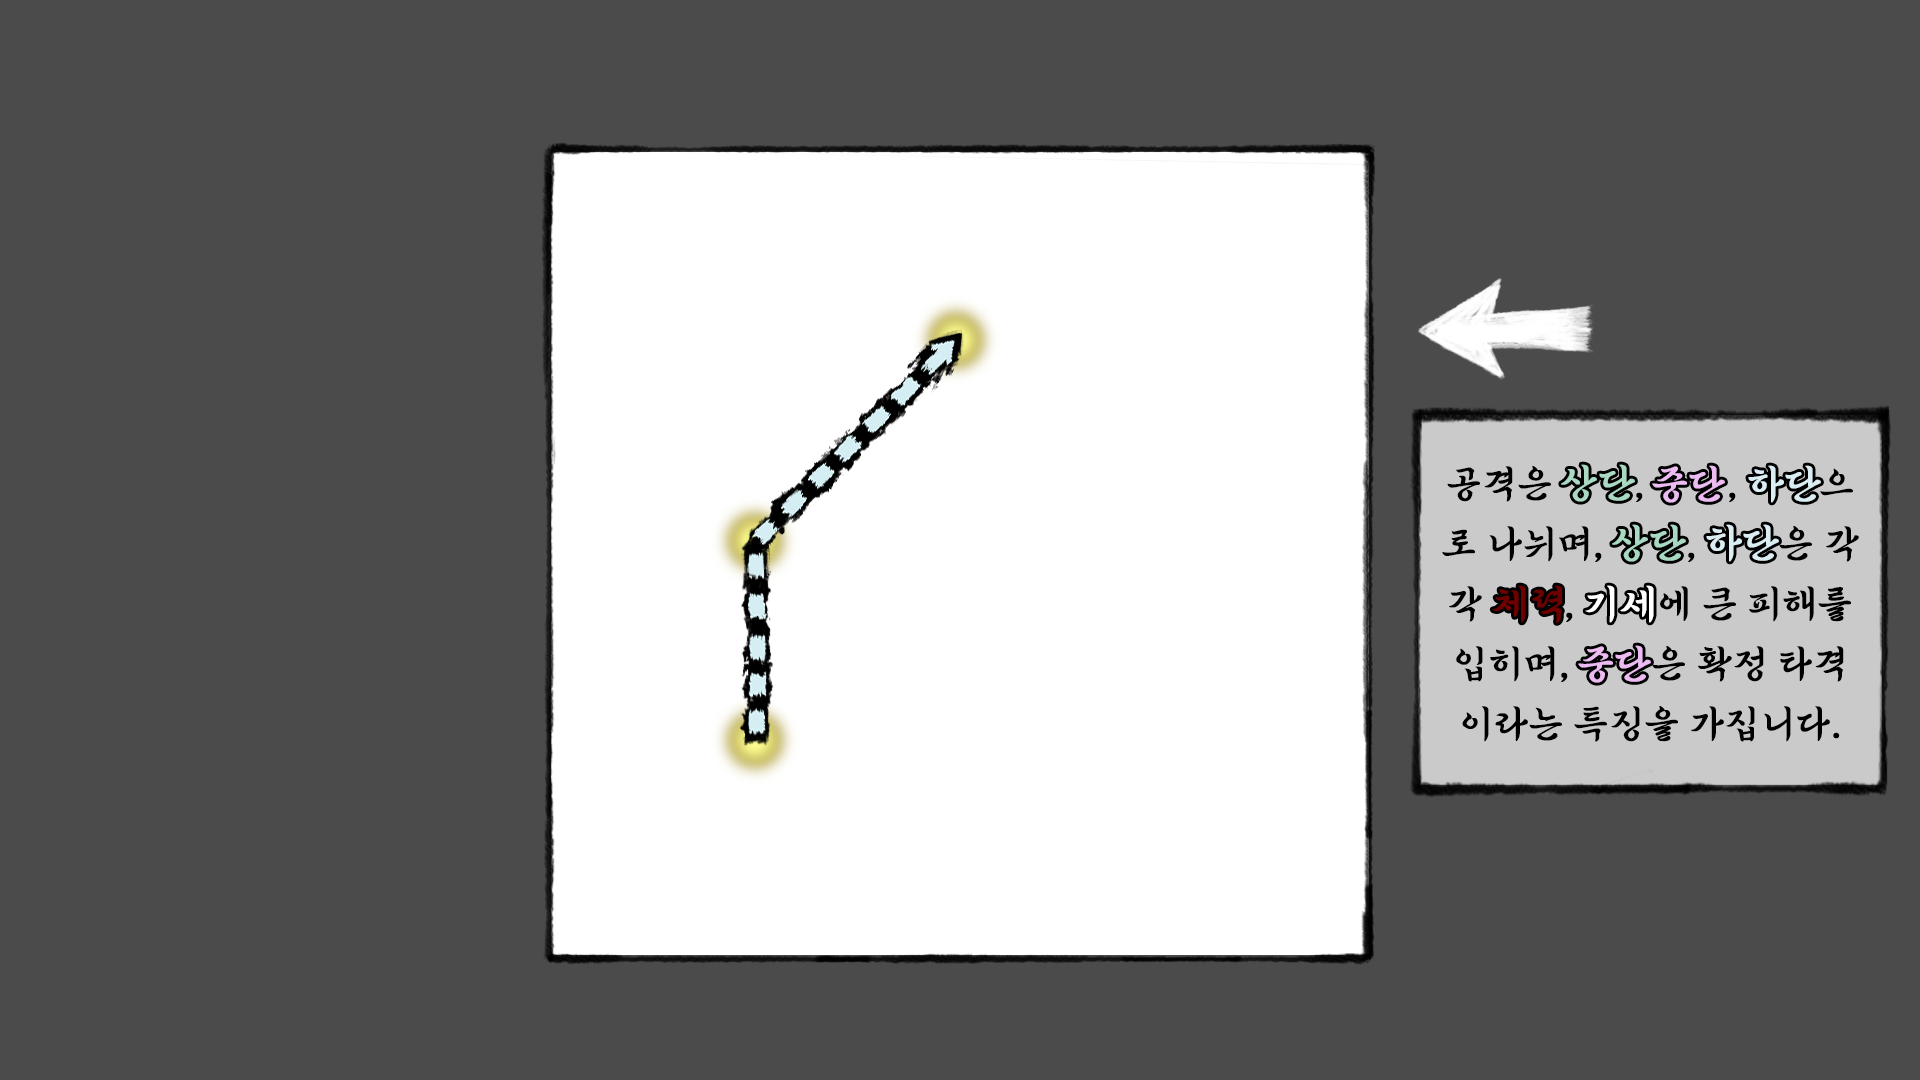 공격은 상단, 중단, 하단으
로 나뉘며, 상단, 하단은 각
각 체력, 기세에 큰 피해를
입히며, 중단은 확정 타격
이라는 특징을 가집니다.